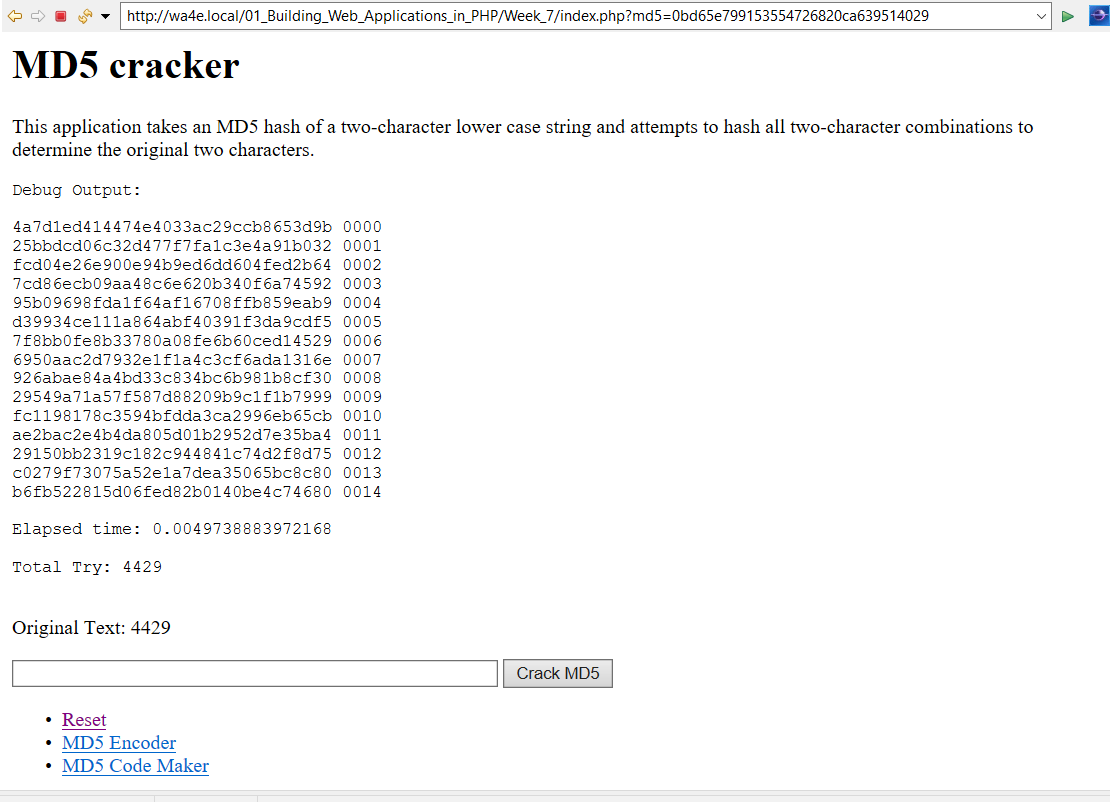 http://wa4e.local/01_Building_Web_Applications_in_PHP/Week_7/index.php?md5=0bd65e799153554726820ca639514029
MD5 cracker
This application takes an MD5 hash of a two-character lower case string and attempts to hash all two-character combinations to
determine the original two characters.
Debug Output:
4a7d1ed414474e4033ac29ccb8653d9b 0000
25bbdcd06c32d477f7fa1c3e4a91b032 0001
fcd04e26e900e94b9ed6dd604fed2b64 0002
7cd86ecb09aa48c6e620b340f6a74592 0003
95b09698fda1f64af16708ffb859eab9 0004
d39934ce111a864abf40391f3da9cdf5 0005
7f8bb0fe8b33780a08fe6b60ced14529 0006
6950aac2d7932e1f1a4c3cf6ada1316e 0007
926abae84a4bd33c834bc6b981b8cf30 0008
29549a71a57f587d88209b9c1f1b7999 0009
fc1198178c3594bfdda3ca2996eb65cb 0010
ae2bac2e4b4da805d01b2952d7e35ba4 0011
29150bb2319c182c944841c74d2f8d75 0012
c0279f73075a52e1a7dea35065bc8c80 0013
b6fb522815d06fed82b0140be4c74680 0014
Elapsed time: 0.0049738883972168
Total Try: 4429
Original Text: 4429
Crack MD5
• Reset
• MD5 Encoder
• MD5 Code Maker